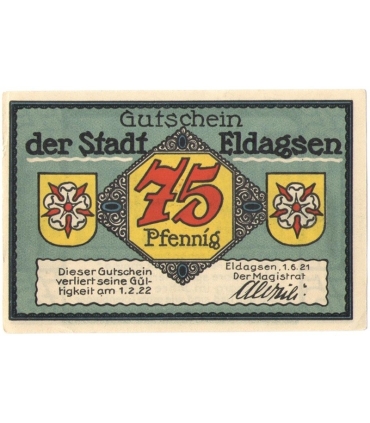 Gutschein
der Stadt Eldagsen
75
Pfennig
Dieser Gutschein
verliert seine Gül-
tigkeit am 1.2.22
Eldagsen, 1.6.21
Der Magistrat